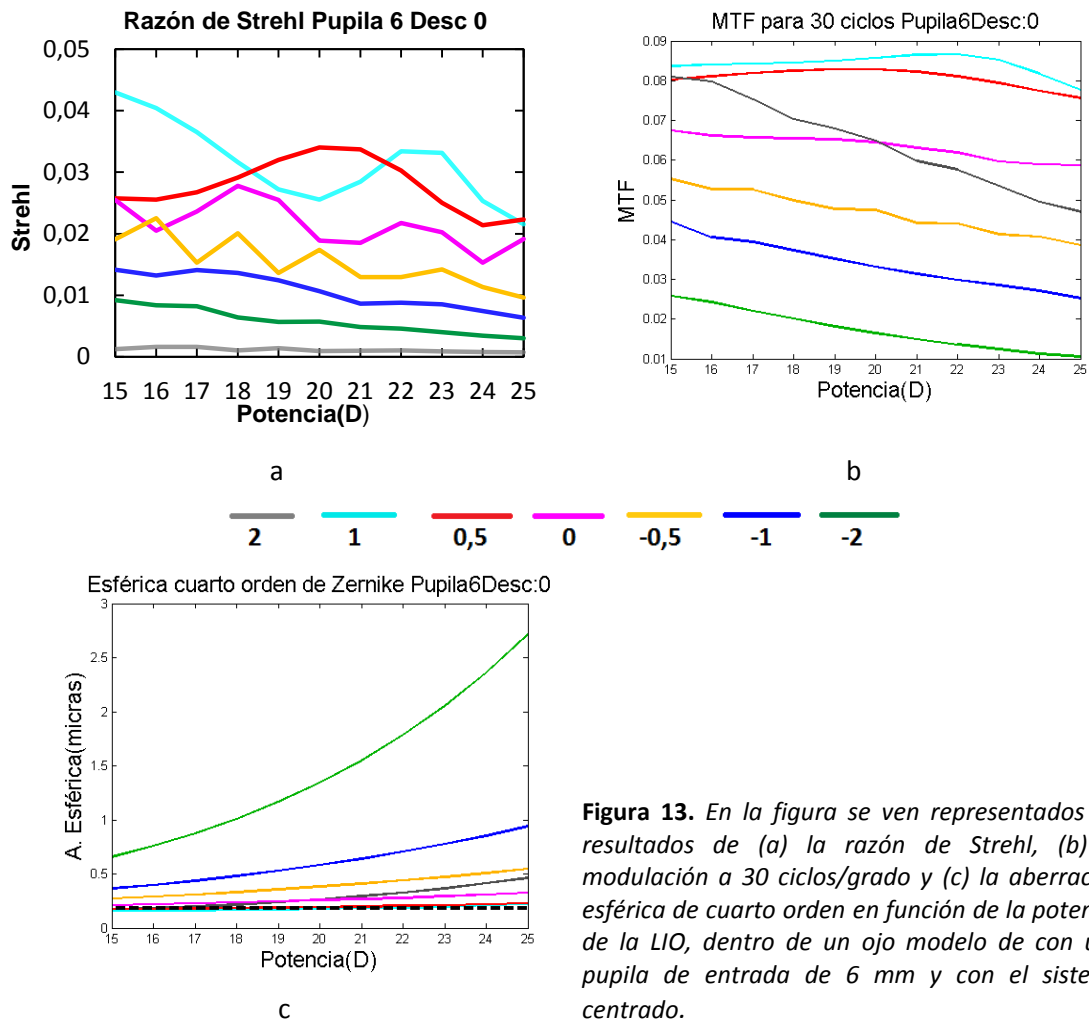 Razón de Strehl Pupila 6 Desc 0
0,05
0,04
0,03
0,02
0,01
0
Strehl
15 16 17 18 19 20 21 22 23 24 25
Potencia(D)
a
MTF para 30 ciclos Pupila6Desc:0
0.09
0.08
0.07
0.06
0.05
0.04
0.03
0.02
0.01
MTF
15 16 17 18 19 20 21 22 23 24 25
Potencia(D)
b
2 1 0,5 0 -0,5 -1 -2
Esférica cuarto orden de Zernike Pupila6Desc:0
3
2.5
2
1.5
1
0.5
0
A. Esférica(micras)
15 16 17 18 19 20 21 22 23 24 25
Potencia(D)
c
Figura 13. En la figura se ven representados
resultados de (a) la razón de Strehl, (b)
modulación a 30 ciclos/grado y (c) la aberrac
esférica de cuarto orden en función de la poten
de la LIO, dentro de un ojo modelo de con u
pupila de entrada de 6 mm y con el siste
centrado.